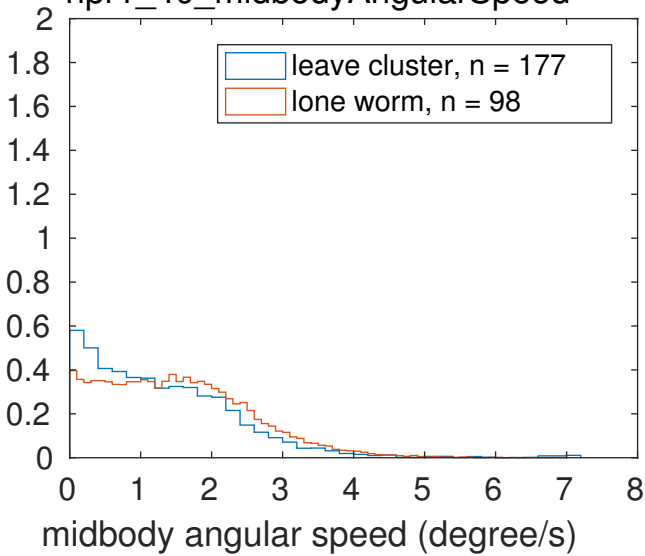 2
1.8
1.6
1.4
1.2
1
0.8
0.6
0.4
0.2
0
leave cluster, n = 177
lone worm, n = 98
0 1 2 3 4 5 6 7 8
midbody angular speed (degree/s)